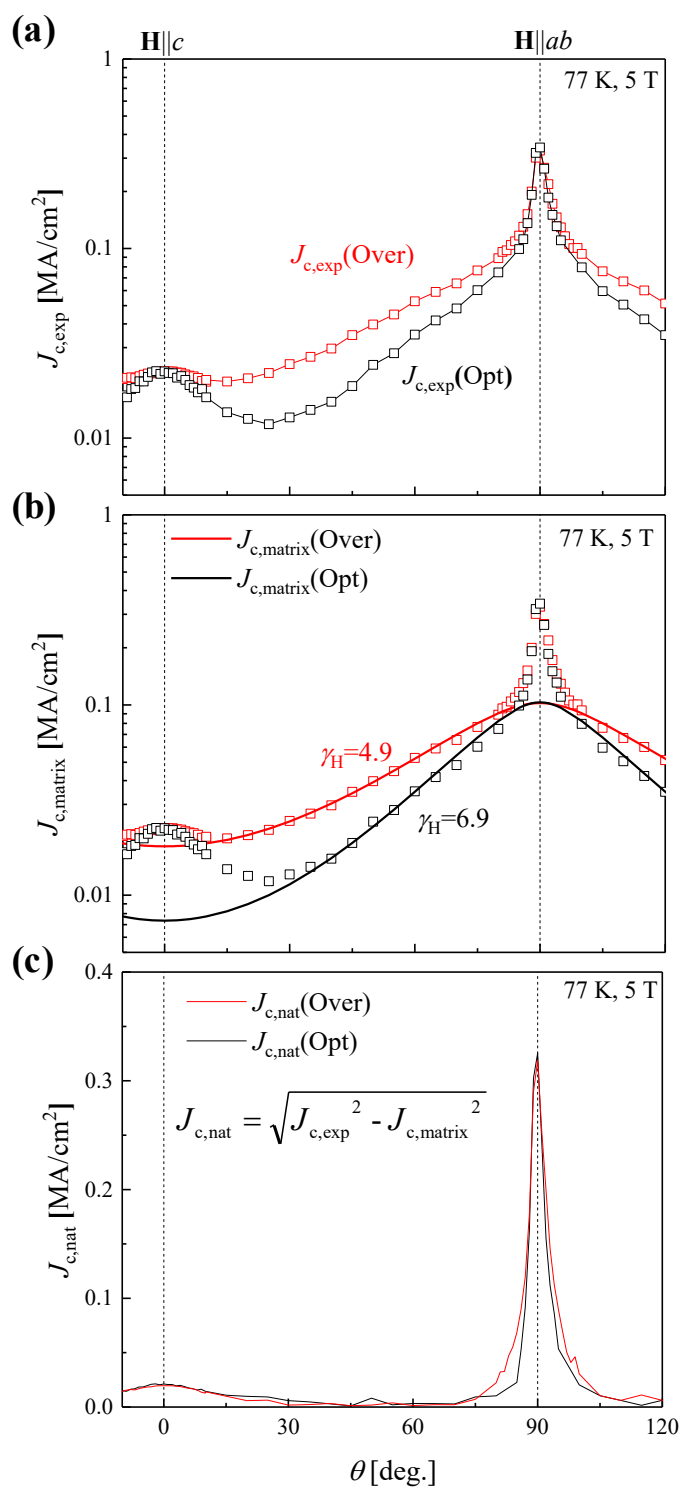 (a)
H||c
H||ab
77 K, 5 T
1
0.1
0.01
J_c,exp [MA/cm²]
J_c,exp(Over)
J_c,exp(Opt)
(b)
77 K, 5 T
1
0.1
0.01
J_c,matrix [MA/cm²]
J_c,matrix(Over)
J_c,matrix(Opt)
γ_H=4.9
γ_H=6.9
(c)
77 K, 5 T
0.4
0.3
0.2
0.1
0.0
J_c,nat [MA/cm²]
J_c,nat(Over)
J_c,nat(Opt)
J_c,nat = √(J_c,exp² - J_c,matrix²)
0 30 60 90 120
θ [deg.]